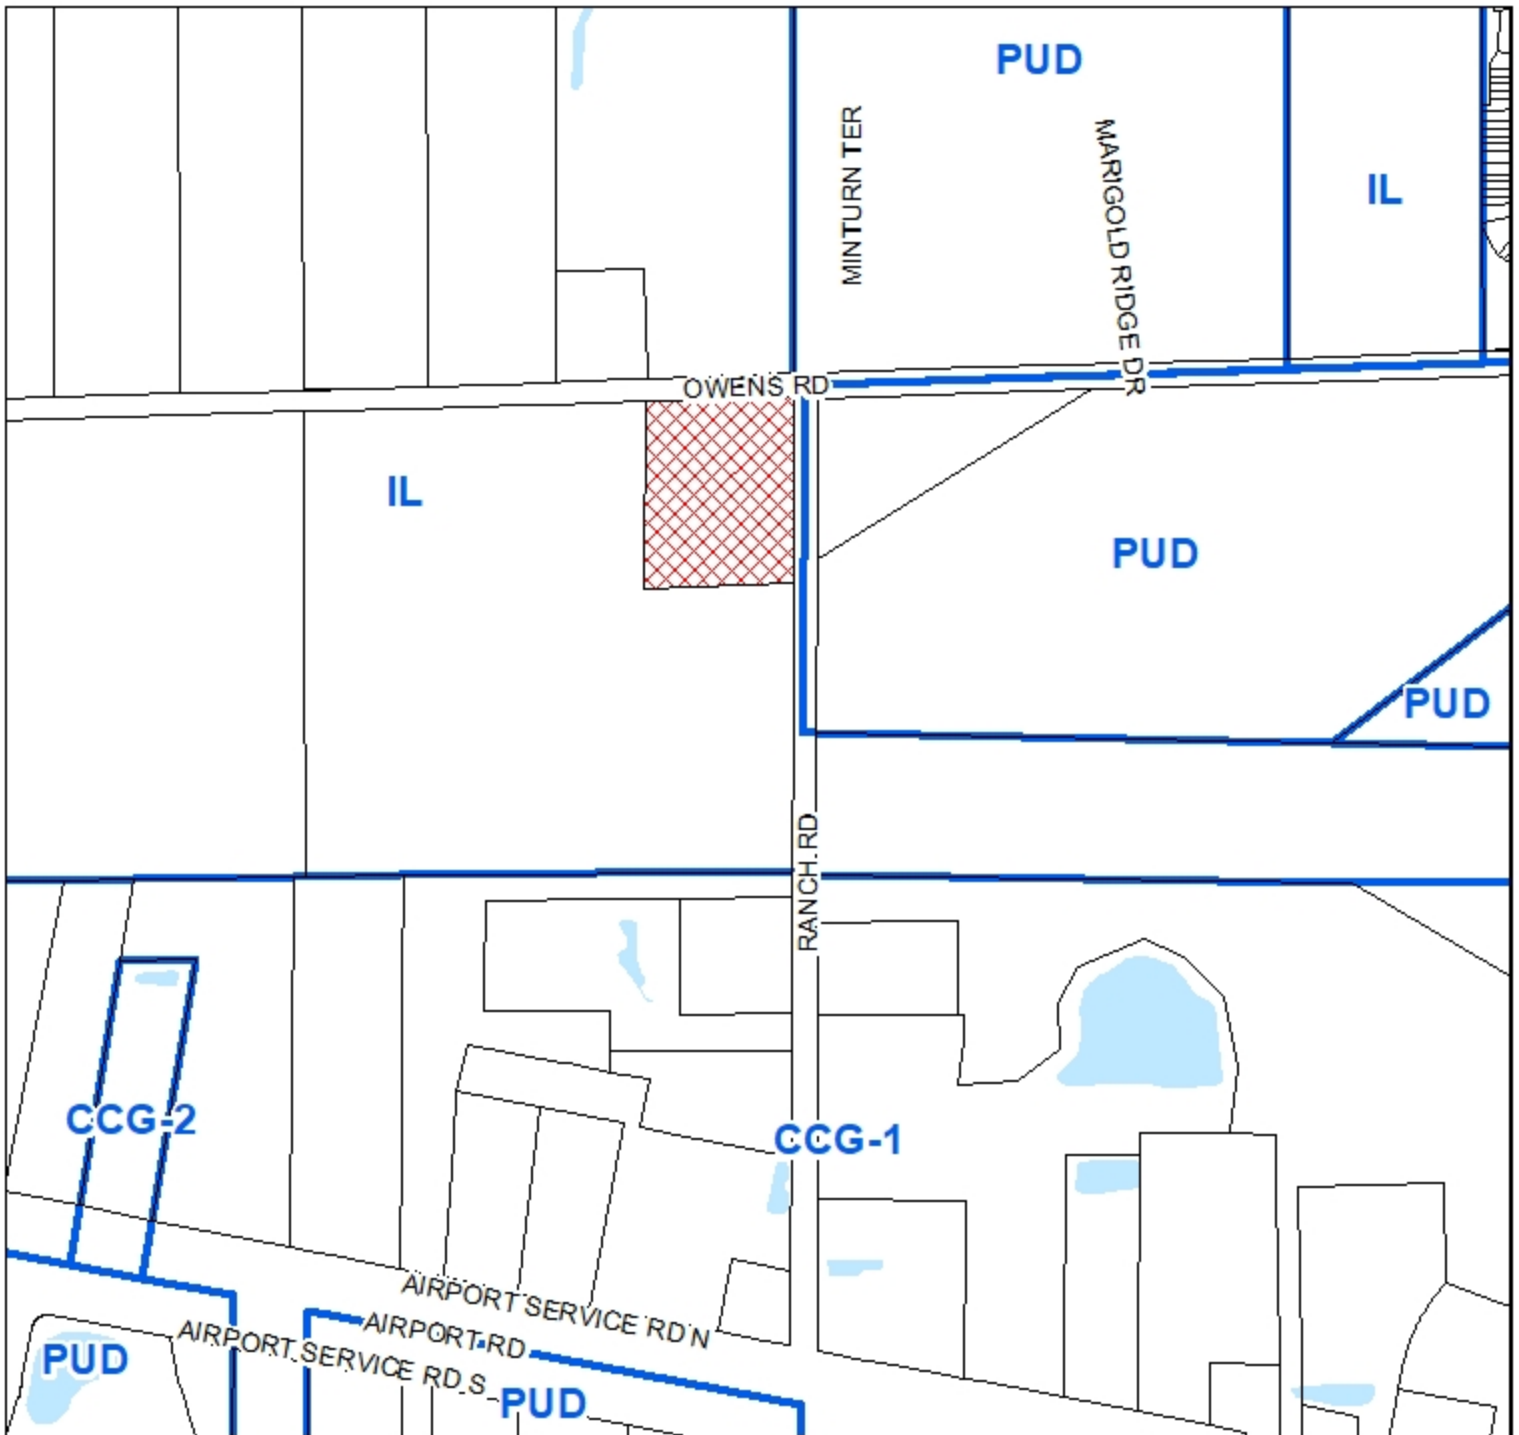 PUD
MINTURN TER
MARIGOLD RIDGE DR
IL
OWENS RD
IL
PUD
PUD
RANCH RD
CCG-2
CCG-1
AIRPORT SERVICE RD N
AIRPORT RD
AIRPORT SERVICE RD S
PUD
PUD